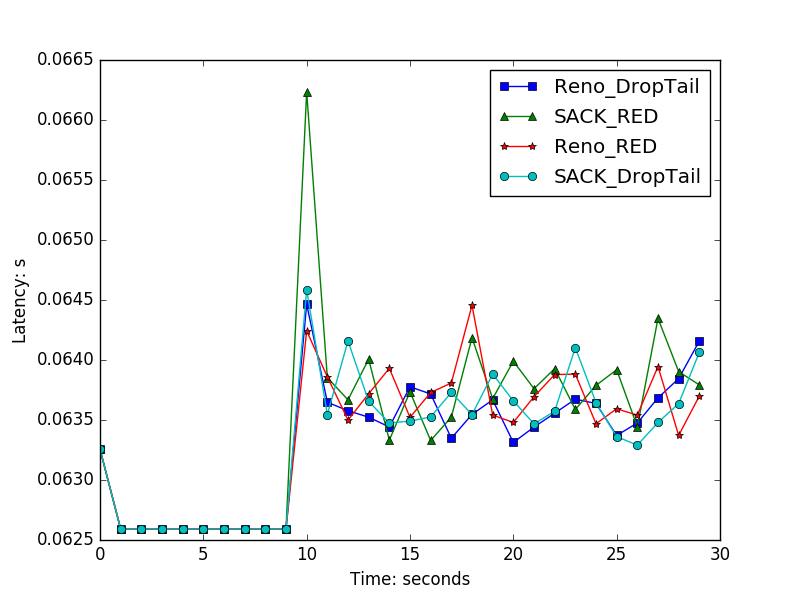 0.0665
0.0660
0.0655
0.0650
0.0645
0.0640
0.0635
0.0630
0.0625
Latency: s
Reno_DropTail
SACK_RED
Reno_RED
SACK_DropTail
0 5 10 15 20 25 30
Time: seconds